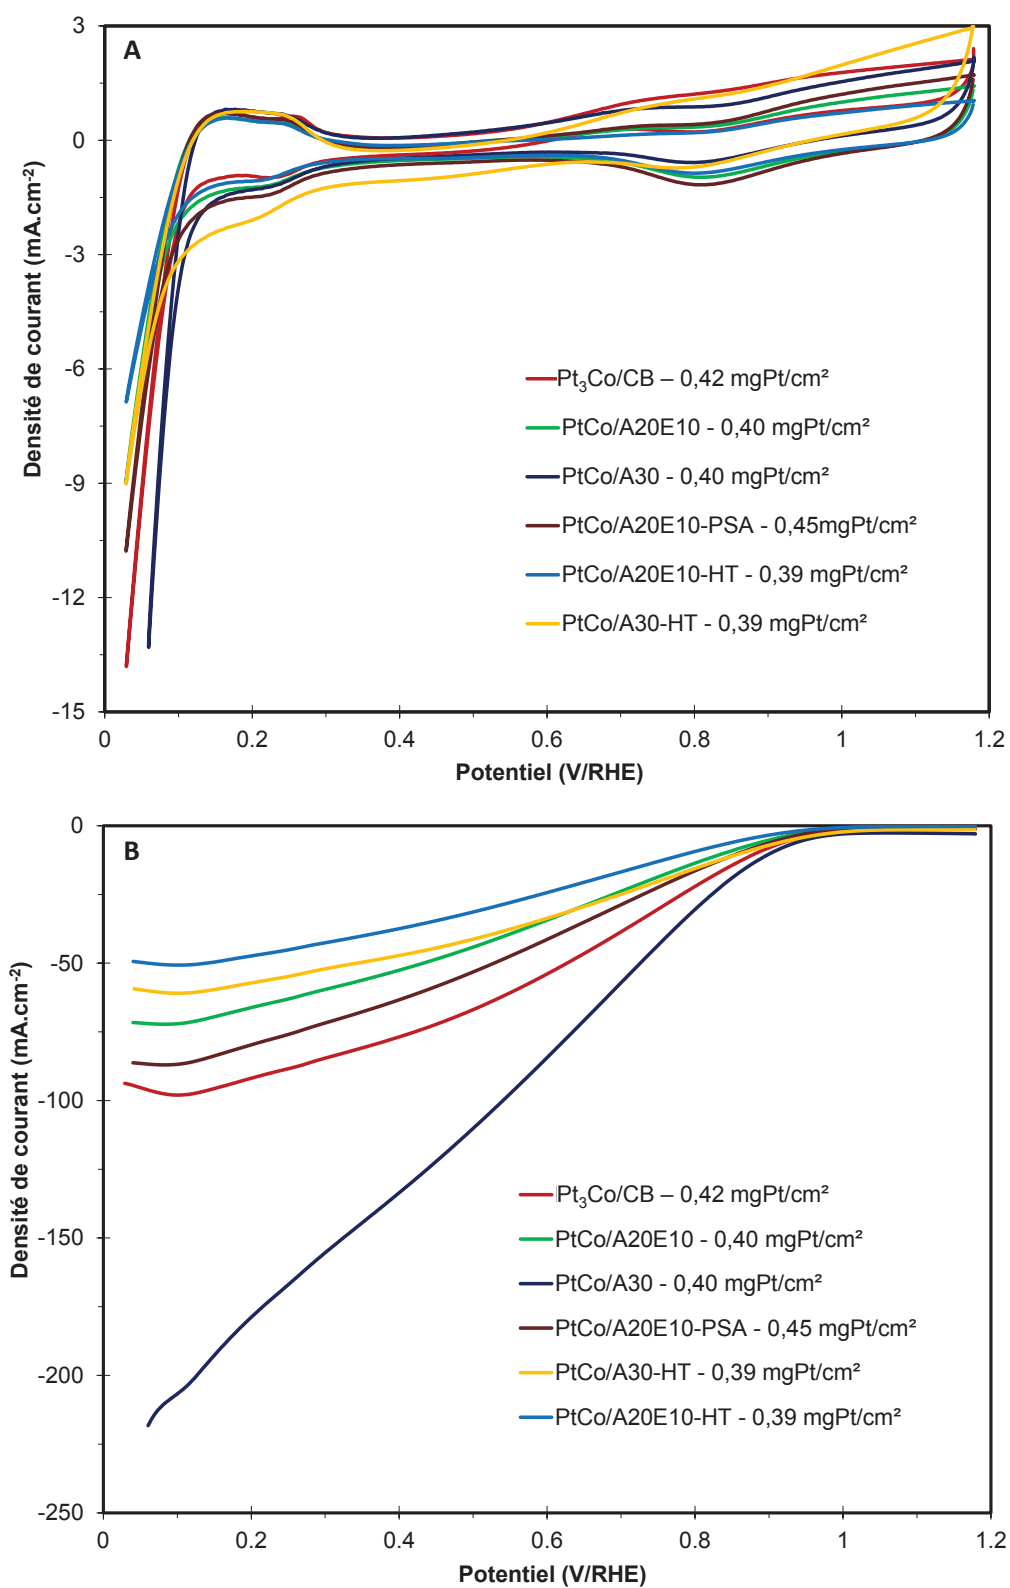 A
3
0
-3
-6
-9
-12
-15
Densité de courant (mA.cm-2)
Pt3Co/CB – 0,42 mgPt/cm²
PtCo/A20E10 - 0,40 mgPt/cm²
PtCo/A30 - 0,40 mgPt/cm²
PtCo/A20E10-PSA - 0,45mgPt/cm²
PtCo/A20E10-HT - 0,39 mgPt/cm²
PtCo/A30-HT - 0,39 mgPt/cm²
0 0.2 0.4 0.6 0.8 1 1.2
Potentiel (V/RHE)
B
0
-50
-100
-150
-200
-250
Densité de courant (mA.cm-2)
Pt3Co/CB – 0,42 mgPt/cm²
PtCo/A20E10 - 0,40 mgPt/cm²
PtCo/A30 - 0,40 mgPt/cm²
PtCo/A20E10-PSA - 0,45 mgPt/cm²
PtCo/A30-HT - 0,39 mgPt/cm²
PtCo/A20E10-HT - 0,39 mgPt/cm²
0 0.2 0.4 0.6 0.8 1 1.2
Potentiel (V/RHE)